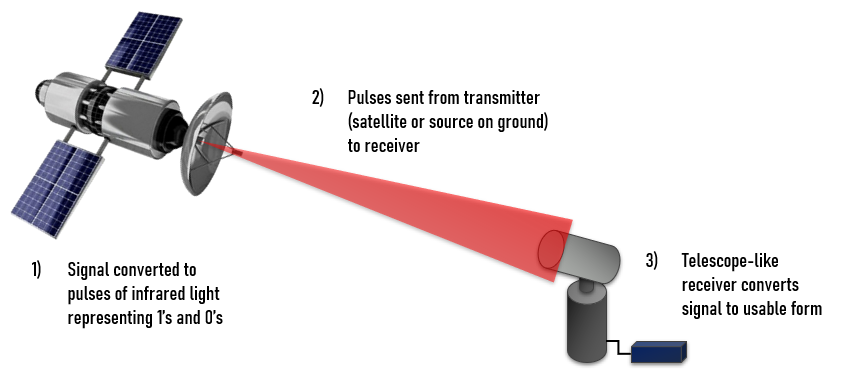 1) Signal converted to
pulses of infrared light
representing 1's and 0's
2) Pulses sent from transmitter
(satellite or source on ground)
to receiver
3) Telescope-like
receiver converts
signal to usable form